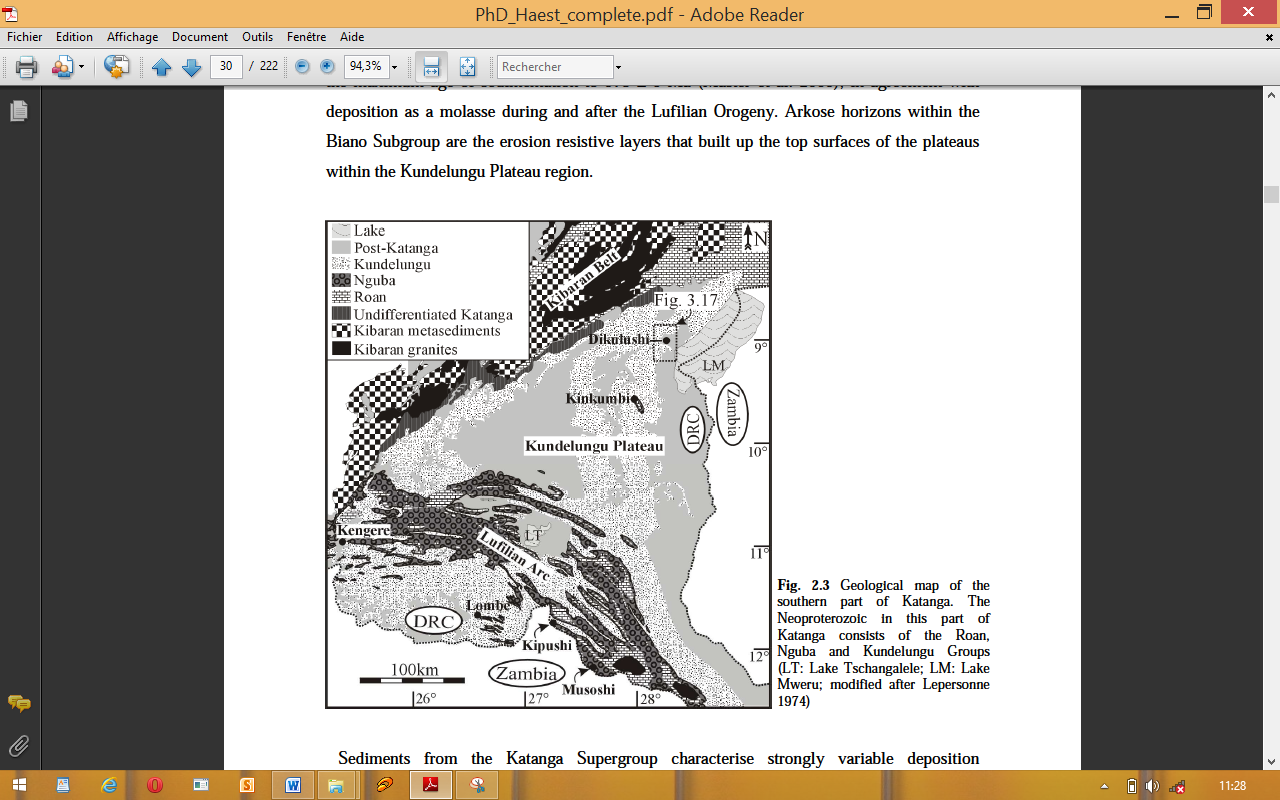 PhD_Haest_complete.pdf - Adobe Reader
Fichier Edition Affichage Document Outils Fenêtre Aide
30 / 222 94,3% Rechercher
deposition as a molasse during and after the Lufilian Orogeny. Arkose horizons within the
Biano Subgroup are the erosion resistive layers that built up the top surfaces of the plateaus
within the Kundelungu Plateau region.
Lake
Post-Katanga
Kundelungu
Nguba
Roan
Undifferentiated Katanga
Kibaran metasediments
Kibaran granites
N
Kibaran Belt
Fig. 3.17
Dikulushi
9°
LM
Kinkumbi
Zambia
DRC
Kundelungu Plateau
10°
Kengere
LT
Lufilian Arc
11°
Lombe
DRC
Kipushi
12°
100km
Zambia
Musoshi
26° 27° 28°
Fig. 2.3 Geological map of the
southern part of Katanga. The
Neoproterozoic in this part of
Katanga consists of the Roan,
Nguba and Kundelungu Groups
(LT: Lake Tschangalele; LM: Lake
Mweru; modified after Lepersonne
1974)
Sediments from the Katanga Supergroup characterise strongly variable deposition
11:28